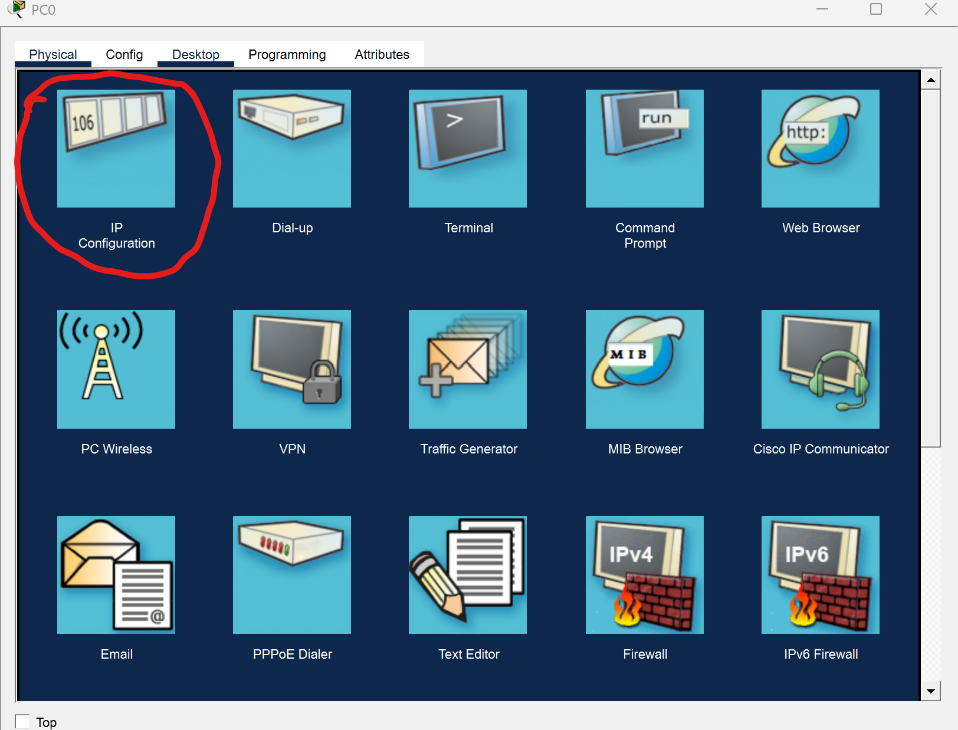 PC0
Physical Config Desktop Programming Attributes
106
>
run
http:
IP
Configuration
Dial-up
Terminal
Command
Prompt
Web Browser
MIB
PC Wireless
VPN
Traffic Generator
MIB Browser
Cisco IP Communicator
@
IPv4
IPv6
Email
PPPoE Dialer
Text Editor
Firewall
IPv6 Firewall
Top